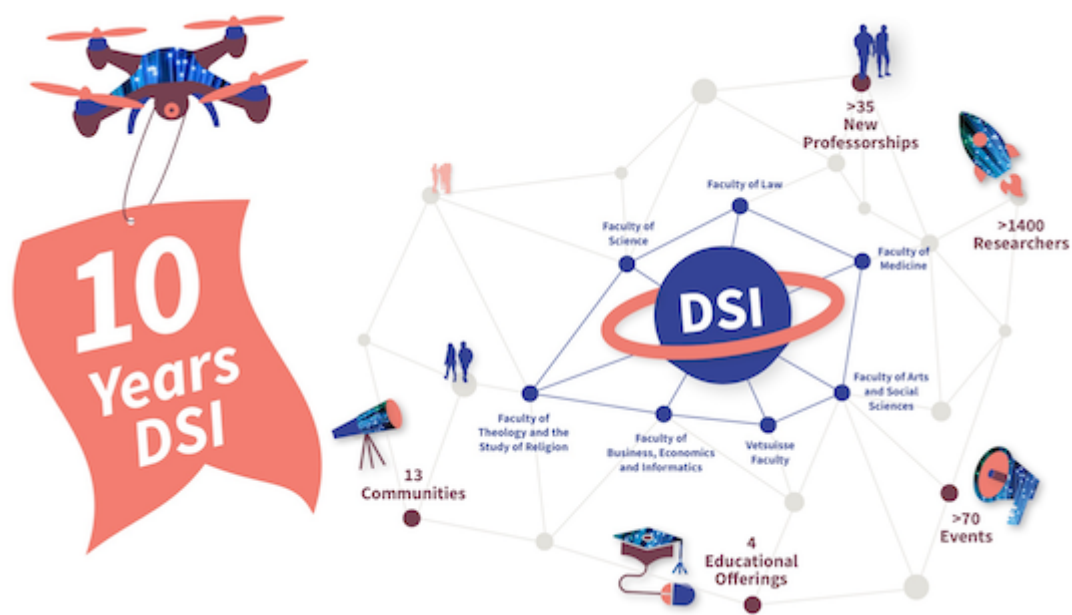 10
Years
DSI
>35
New
Professorships
>1400
Researchers
Faculty of Law
Faculty of
Science
Faculty of
Medicine
DSI
Faculty of Arts
and Social
Sciences
Faculty of
Theology and the
Study of Religion
Faculty of
Business, Economics
and Informatics
Vetsuisse
Faculty
13
Communities
>70
Events
4
Educational
Offerings